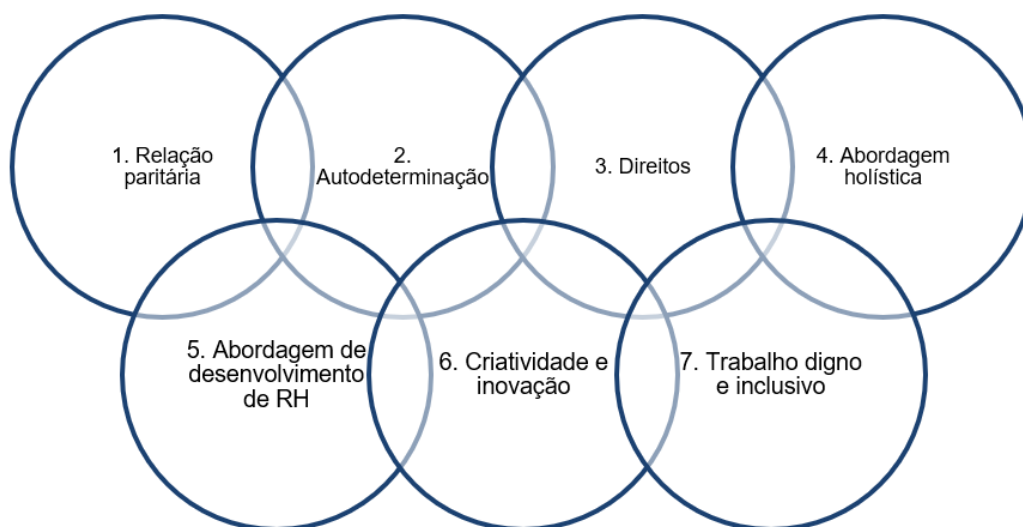 1. Relação
paritária
2.
Autodeterminação
3. Direitos
4. Abordagem
holística
5. Abordagem de
desenvolvimento
de RH
6. Criatividade e
inovação
7. Trabalho digno
e inclusivo